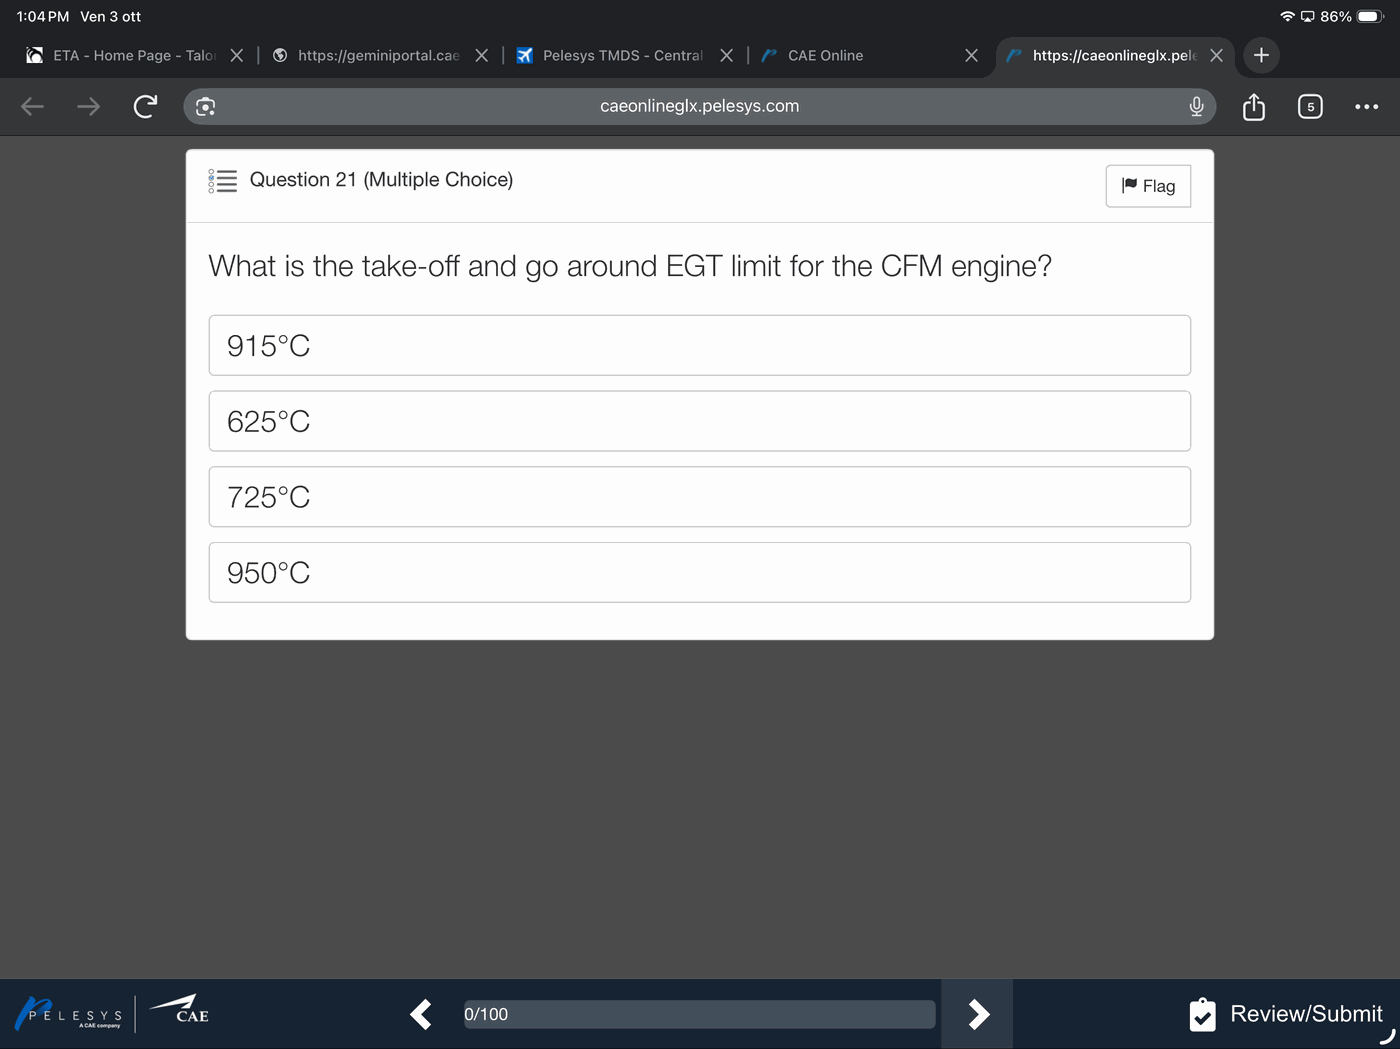 1:04 PM Ven 3 ott
86%
ETA - Home Page - Talo
https://geminiportal.cae
Pelesys TMDS - Central
CAE Online
https://caeonlineglx.pele
caeonlineglx.pelesys.com
5
Question 21 (Multiple Choice)
Flag
What is the take-off and go around EGT limit for the CFM engine?
915°C
625°C
725°C
950°C
PELESYS
A CAE company
CAE
0/100
Review/Submit